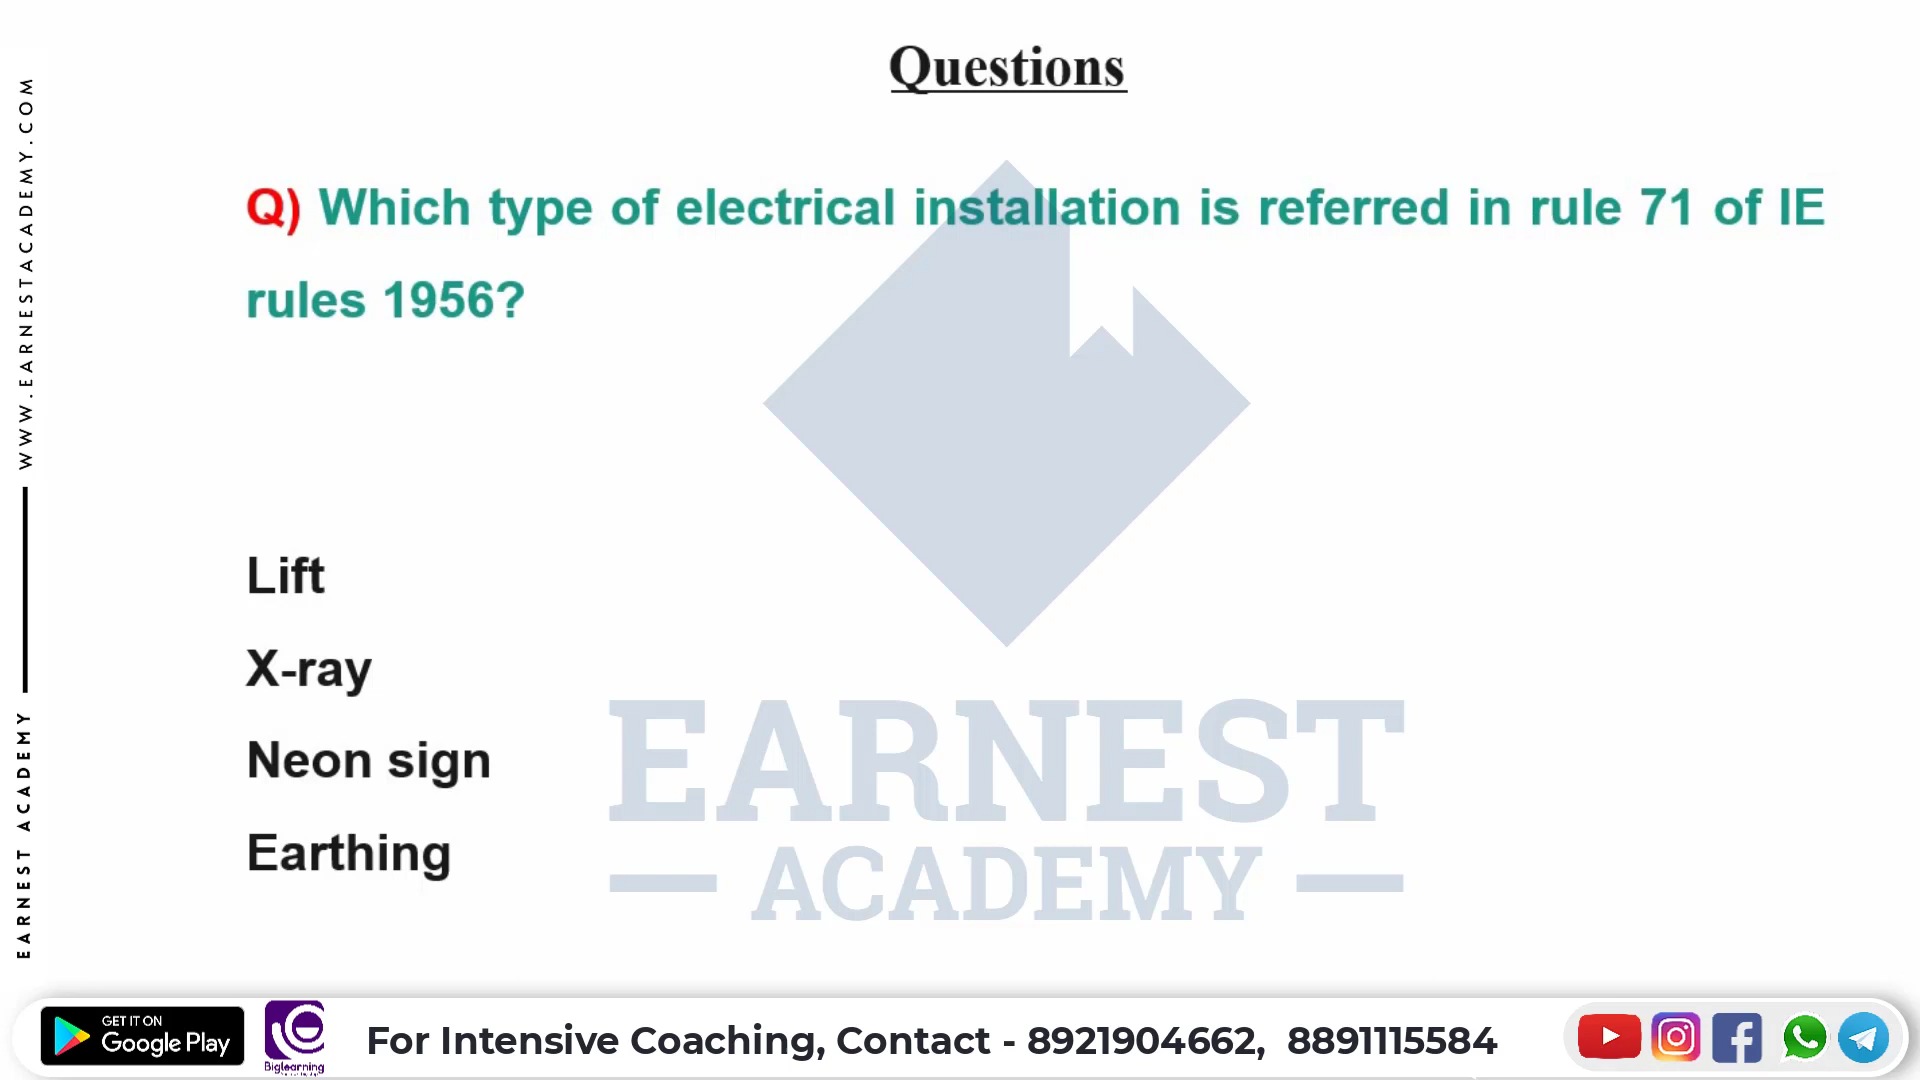 Questions
Q) Which type of electrical installation is referred in rule 71 of IE
rules 1956?
Lift
X-ray
Neon sign
Earthing
EARNEST
ACADEMY
EARNEST ACADEMY
WWW.EARNESTACADEMY.COM
GET IT ON
Google Play
Biglearning
For Intensive Coaching, Contact - 8921904662, 8891115584